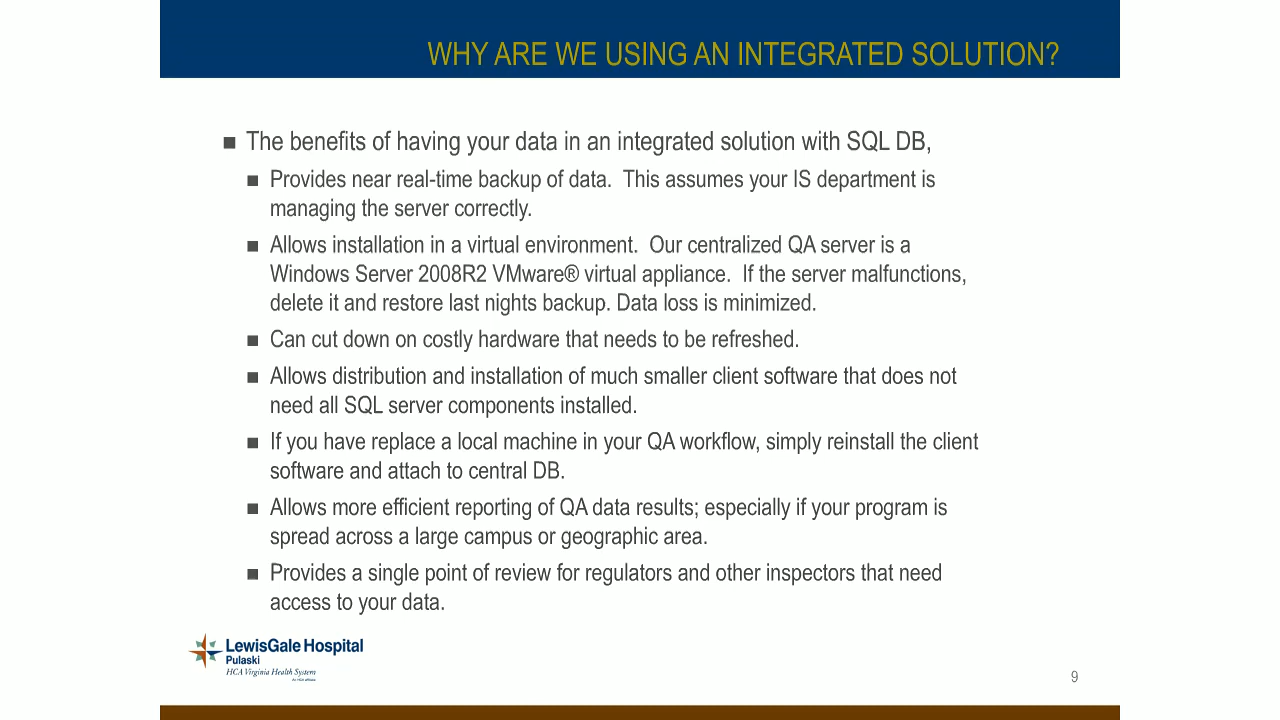 WHY ARE WE USING AN INTEGRATED SOLUTION?
The benefits of having your data in an integrated solution with SQL DB,
Provides near real-time backup of data.  This assumes your IS department is
managing the server correctly.
Allows installation in a virtual environment.  Our centralized QA server is a
Windows Server 2008R2 VMware® virtual appliance.  If the server malfunctions,
delete it and restore last nights backup. Data loss is minimized.
Can cut down on costly hardware that needs to be refreshed.
Allows distribution and installation of much smaller client software that does not
need all SQL server components installed.
If you have replace a local machine in your QA workflow, simply reinstall the client
software and attach to central DB.
Allows more efficient reporting of QA data results; especially if your program is
spread across a large campus or geographic area.
Provides a single point of review for regulators and other inspectors that need
access to your data.
LewisGale Hospital
Pulaski
HCA Virginia Health System
9